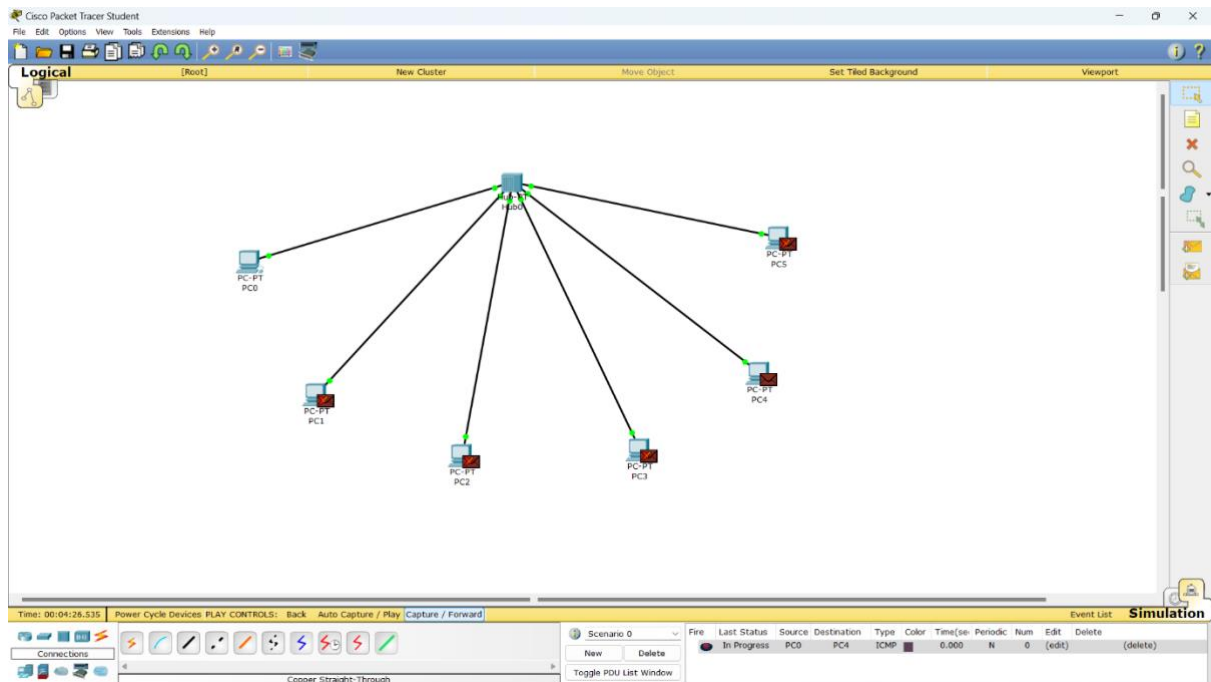 Cisco Packet Tracer Student
File Edit Options View Tools Extensions Help
Logical [Root] New Cluster Move Object Set Tiled Background Viewport
Hub0
PC-PT
PC5
PC-PT
PC0
PC-PT
PC4
PC-PT
PC1
PC-PT
PC2
PC-PT
PC3
Time: 00:04:26.535 Power Cycle Devices PLAY CONTROLS: Back Auto Capture / Play Capture / Forward Event List Simulation
Scenario 0 Fire Last Status Source Destination Type Color Time(se Periodic Num Edit Delete
In Progress PC0 PC4 ICMP 0.000 N 0 (edit) (delete)
Connections New Delete
Toggle PDU List Window
Copper Straight-Through